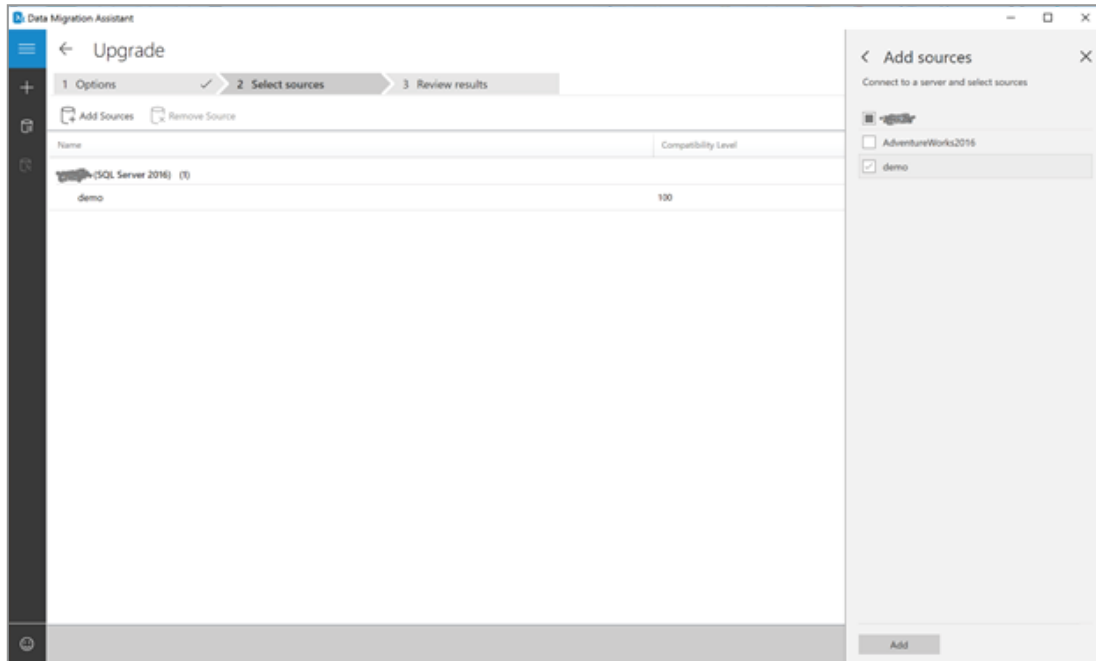 Data Migration Assistant
Upgrade
1 Options 2 Select sources 3 Review results
Add Sources Remove Source
Name Compatibility Level
(SQL Server 2016) (1)
demo 100
Add sources
Connect to a server and select sources
AdventureWorks2016
demo
Add